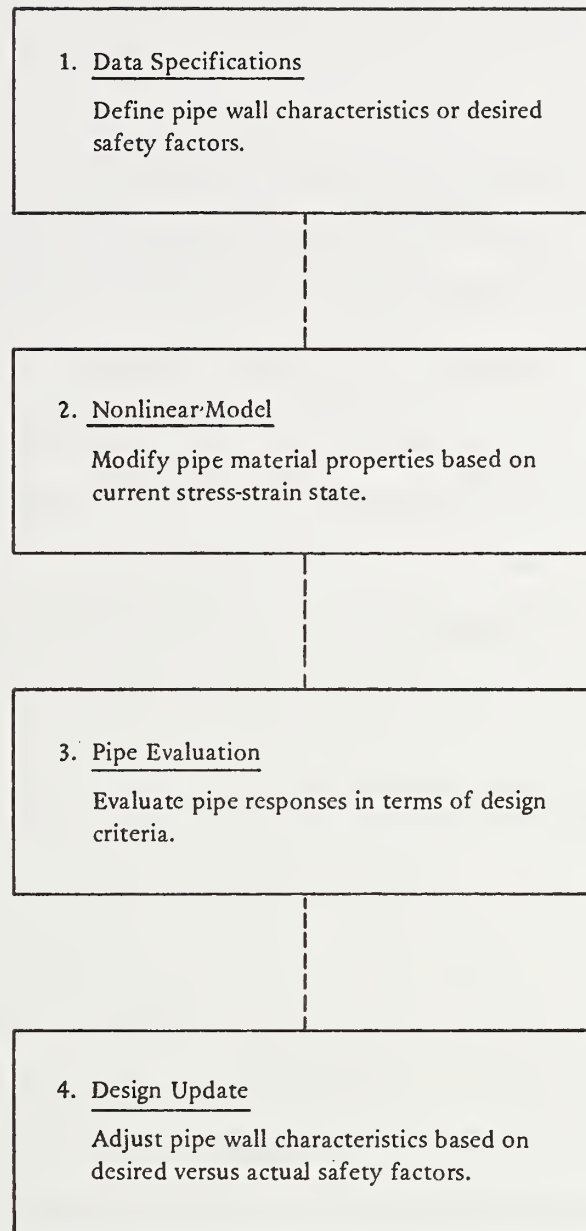 1. Data Specifications
Define pipe wall characteristics or desired
safety factors.
2. Nonlinear Model
Modify pipe material properties based on
current stress-strain state.
3. Pipe Evaluation
Evaluate pipe responses in terms of design
criteria.
4. Design Update
Adjust pipe wall characteristics based on
desired versus actual safety factors.